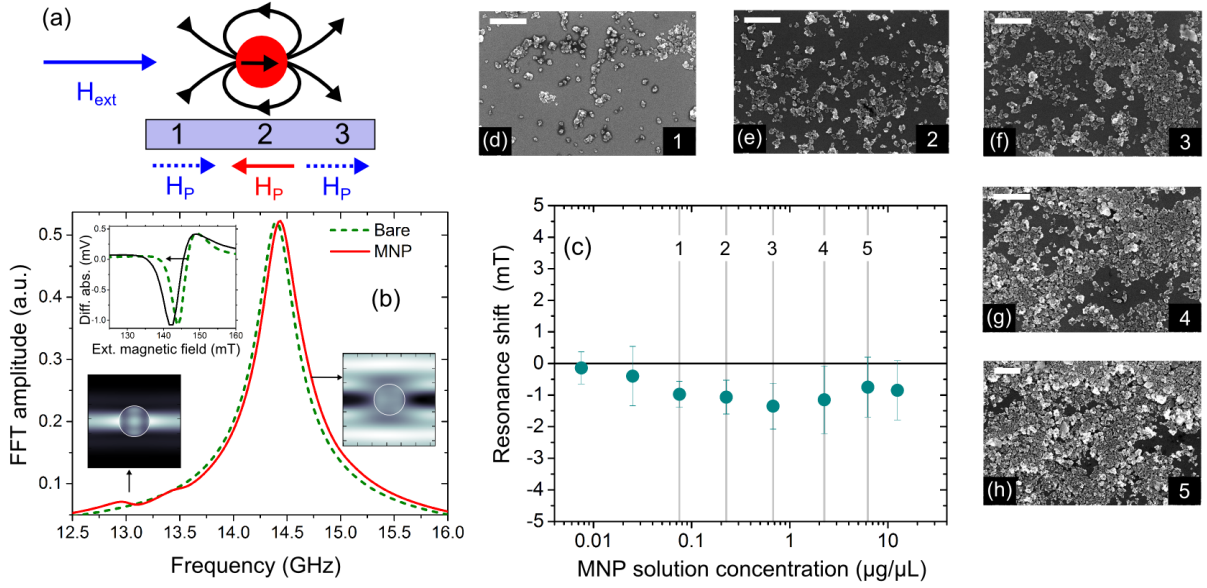 (a)
H_ext
1 2 3
H_P H_P H_P
(d) 1
(e) 2
(f) 3
(g) 4
(h) 5
(b)
Bare
MNP
FFT amplitude (a.u.)
0.5
0.4
0.3
0.2
0.1
12.5 13.0 13.5 14.0 14.5 15.0 15.5 16.0
Frequency (GHz)
Diff. abs. (mV)
0.5
0.0
-1.0
130 140 150 160
Ext. magnetic field (mT)
(c)
1 2 3 4 5
Resonance shift (mT)
5
4
3
2
1
0
-1
-2
-3
-4
-5
0.01 0.1 1 10
MNP solution concentration (µg/µL)